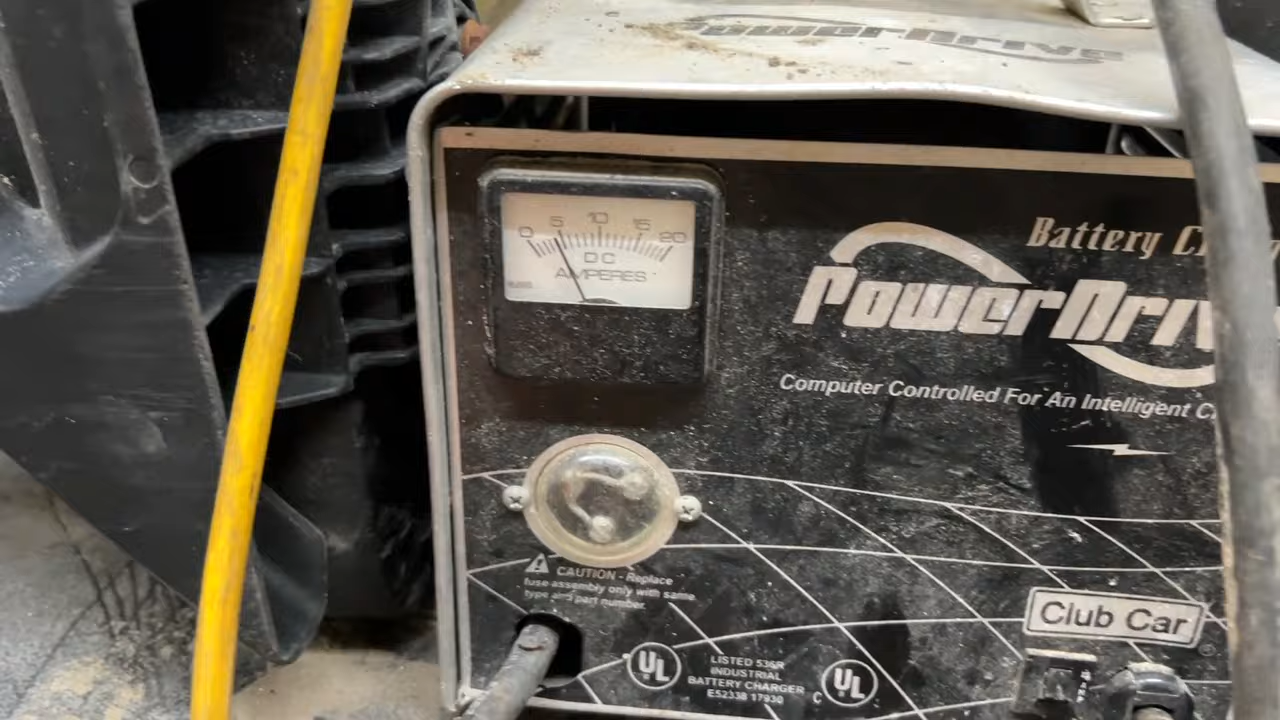 PowerDrive
0 5 10 15 20
DC
AMPERES
Battery
PowerDriv
Computer Controlled For An Intelligent C
CAUTION - Replace
fuse assembly only with same
type and part number.
Club Car
UL
LISTED 536R
INDUSTRIAL
BATTERY CHARGER
E52338 17930
C UL